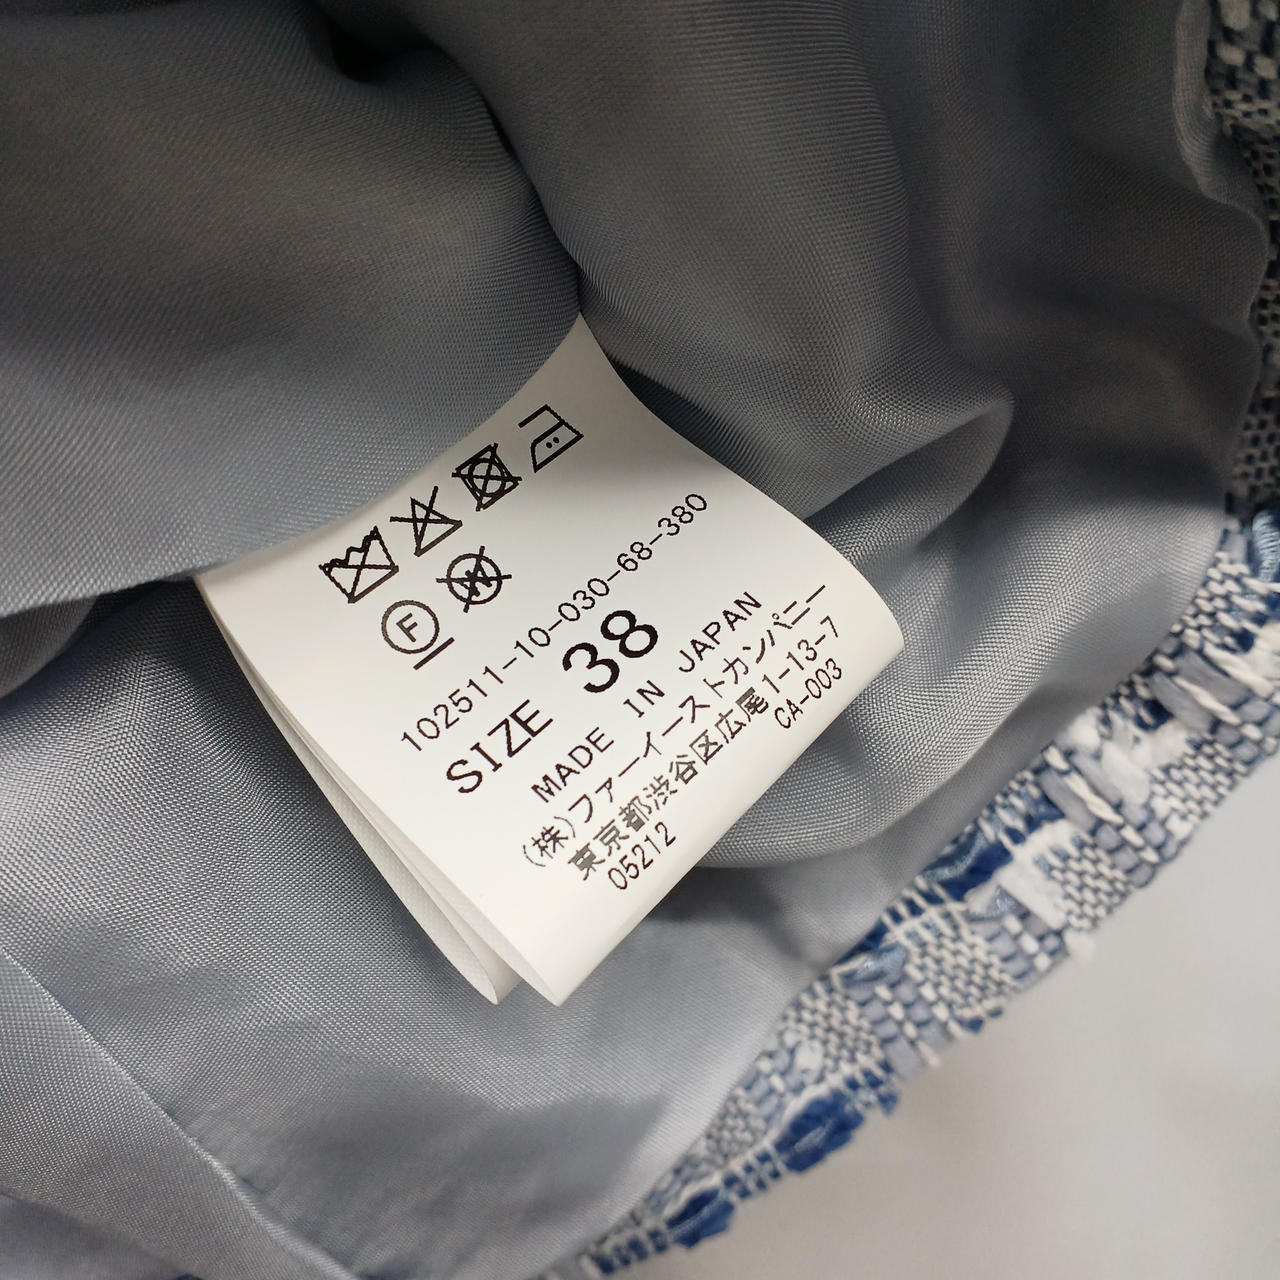 F W
102511-10-030-68-380
SIZE 38
MADE IN JAPAN
(株)ファーイーストカンパニー
東京都渋谷区広尾1-13-7
05212 CA-003